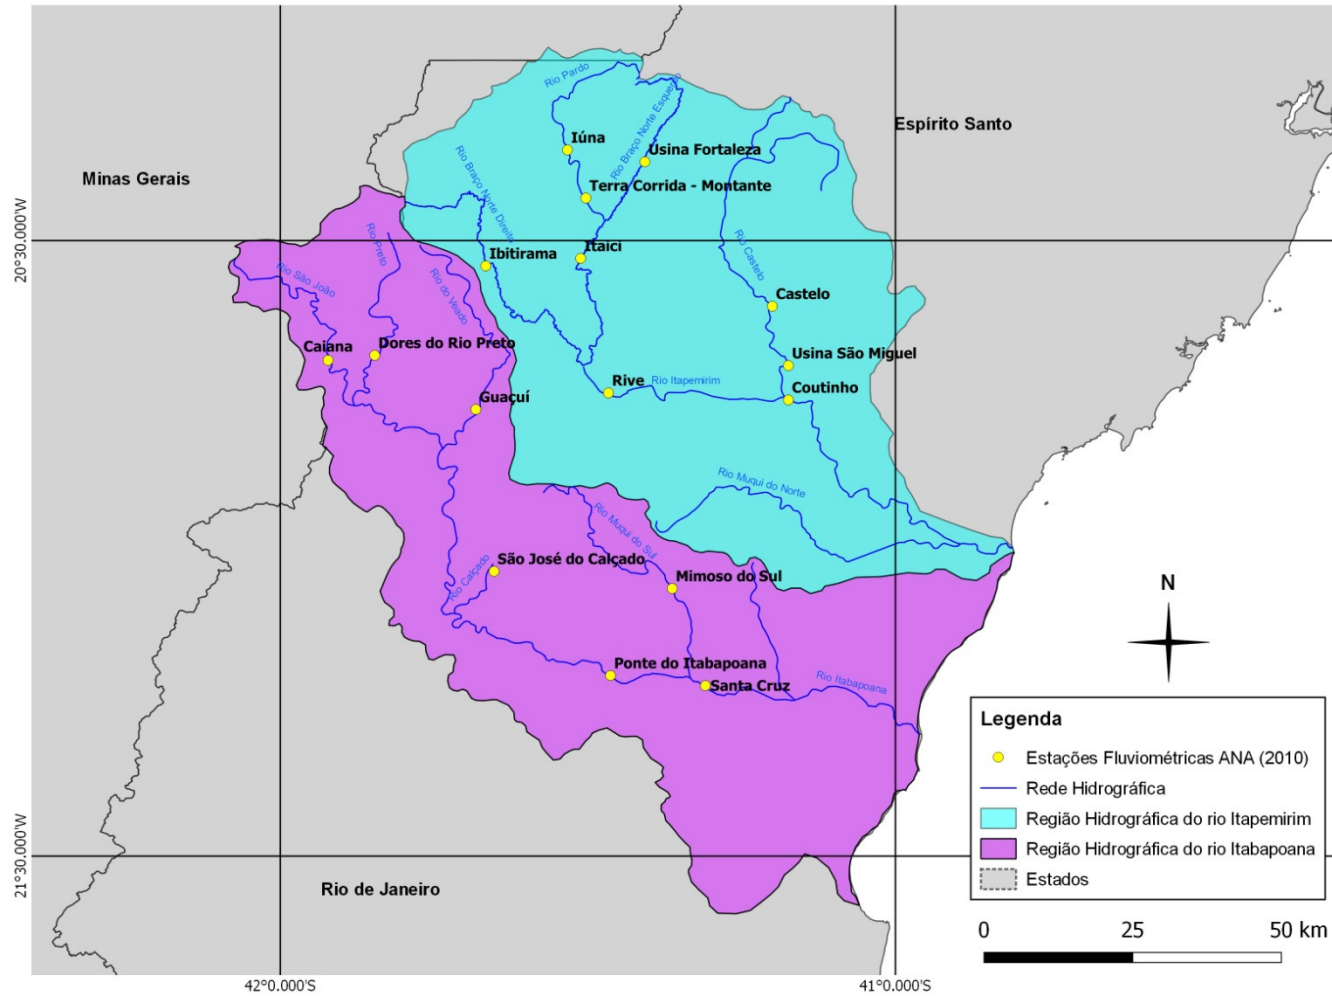 Rio Pardo
Rio Braço Norte Esquerdo
Espírito Santo
Iúna
Usina Fortaleza
Minas Gerais
Rio Braço Norte Direito
Terra Corrida - Montante
20°30.000'W
Rio Preto
Rio Castelo
Itaici
Ibitirama
Rio São João
Rio do Veado
Castelo
Caiana
Dores do Rio Preto
Usina São Miguel
Rive
Rio Itapemirim
Coutinho
Guaçuí
Rio Muqui do Norte
Rio Muqui do Sul
São José do Calçado
Rio Calçado
Mimoso do Sul
N
Ponte do Itabapoana
Santa Cruz
Rio Itabapoana
Legenda
Estações Fluviométricas ANA (2010)
Rede Hidrográfica
Região Hidrográfica do rio Itapemirim
Região Hidrográfica do rio Itabapoana
Estados
21°30.000'W
Rio de Janeiro
0 25 50 km
42°0.000'S
41°0.000'S